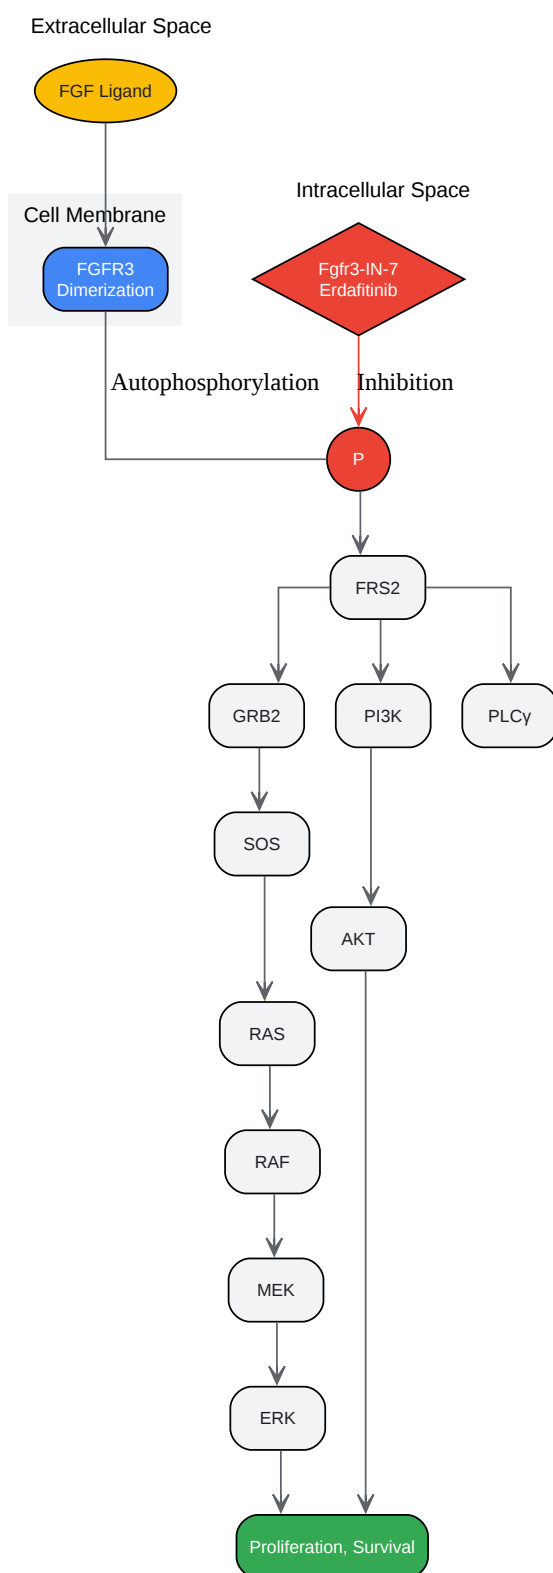 Extracellular Space
FGF Ligand
Cell Membrane
FGFR3
Dimerization
Intracellular Space
Fgfr3-IN-7
Erdafitinib
Autophosphorylation
Inhibition
P
FRS2
GRB2
PI3K
PLCγ
SOS
AKT
RAS
RAF
MEK
ERK
Proliferation, Survival